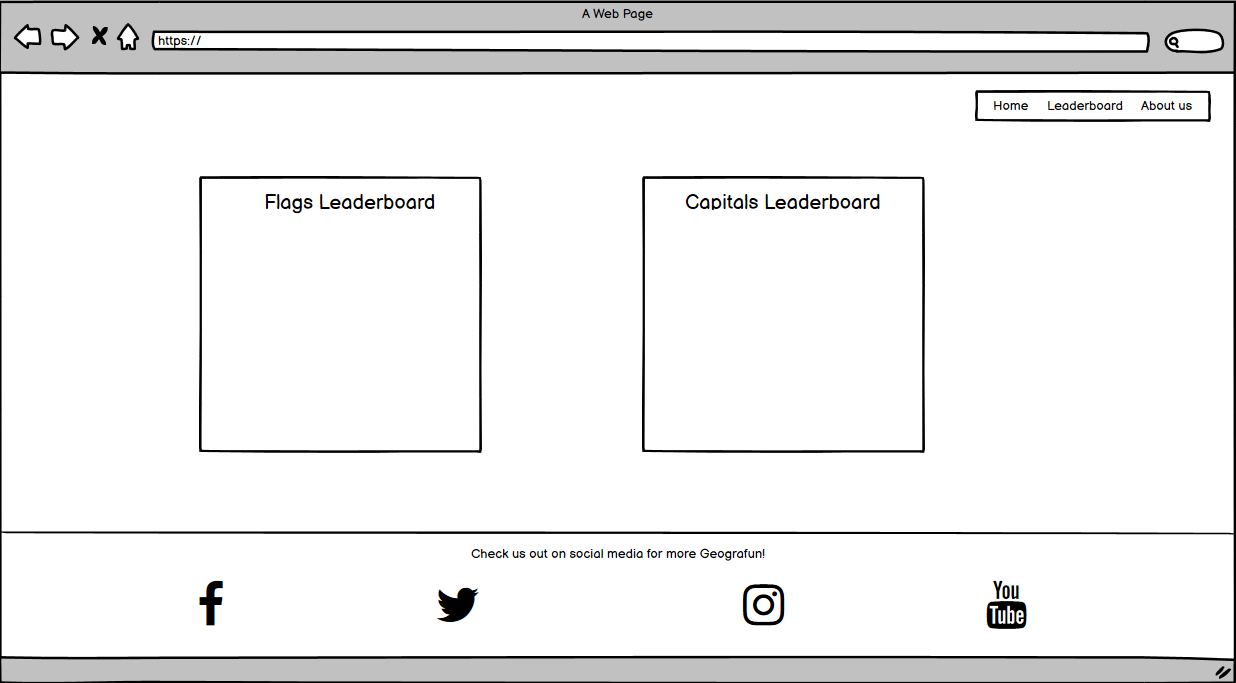 A Web Page
https://
Home Leaderboard About us
Flags Leaderboard
Capitals Leaderboard
Check us out on social media for more Geografun!
You
Tube